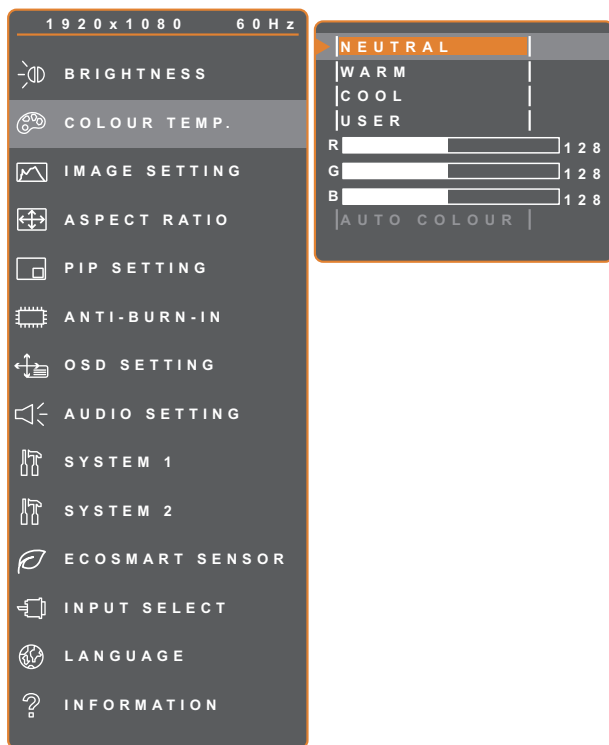 1920x1080 60Hz
BRIGHTNESS
COLOUR TEMP.
IMAGE SETTING
ASPECT RATIO
PIP SETTING
ANTI-BURN-IN
OSD SETTING
AUDIO SETTING
SYSTEM 1
SYSTEM 2
ECOSMART SENSOR
INPUT SELECT
LANGUAGE
INFORMATION
NEUTRAL
WARM
COOL
USER
R 128
G 128
B 128
AUTO COLOUR